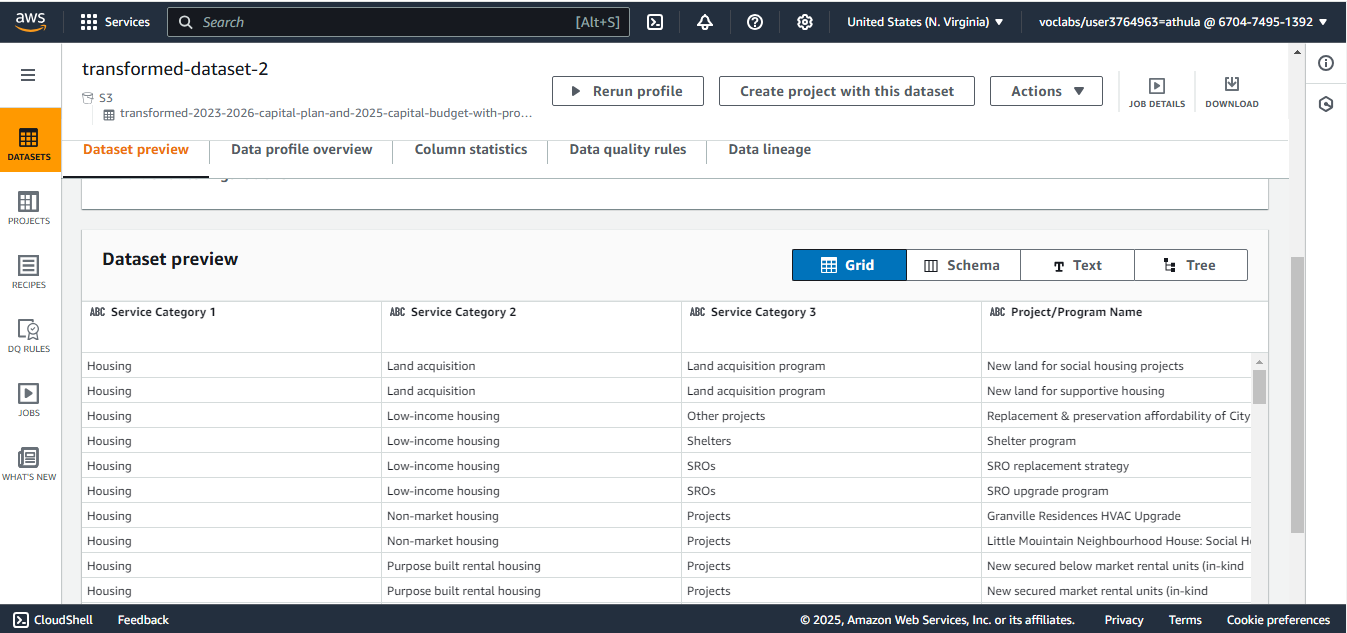 aws Services Search [Alt+S] United States (N. Virginia) ▼ voclabs/user3764963=athula @ 6704-7495-1392 ▼
transformed-dataset-2
S3
transformed-2023-2026-capital-plan-and-2025-capital-budget-with-pro...
Rerun profile Create project with this dataset Actions ▼ JOB DETAILS DOWNLOAD
DATASETS
PROJECTS
RECIPES
DQ RULES
JOBS
WHAT'S NEW
Dataset preview Data profile overview Column statistics Data quality rules Data lineage
Dataset preview
Grid Schema Text Tree
ABC Service Category 1 ABC Service Category 2 ABC Service Category 3 ABC Project/Program Name
Housing Land acquisition Land acquisition program New land for social housing projects
Housing Land acquisition Land acquisition program New land for supportive housing
Housing Low-income housing Other projects Replacement & preservation affordability of City
Housing Low-income housing Shelters Shelter program
Housing Low-income housing SROs SRO replacement strategy
Housing Low-income housing SROs SRO upgrade program
Housing Non-market housing Projects Granville Residences HVAC Upgrade
Housing Non-market housing Projects Little Mouintain Neighbourhood House: Social H
Housing Purpose built rental housing Projects New secured below market rental units (in-kind
Housing Purpose built rental housing Projects New secured market rental units (in-kind
CloudShell Feedback © 2025, Amazon Web Services, Inc. or its affiliates. Privacy Terms Cookie preferences